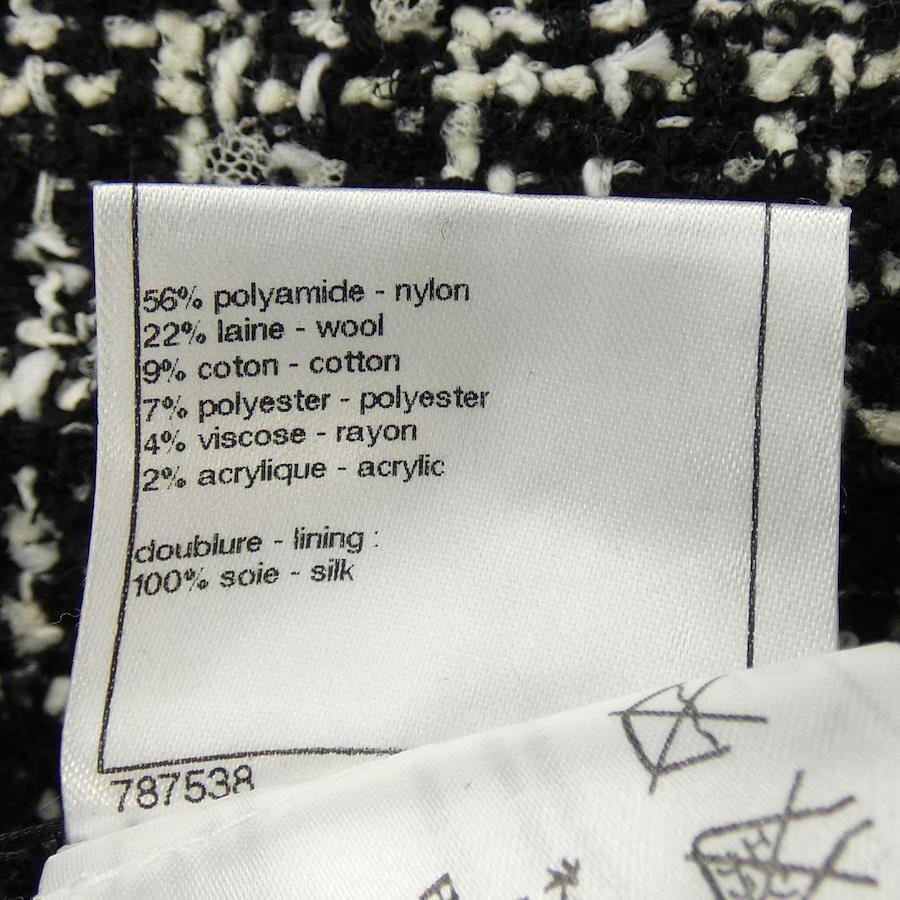 56% polyamide - nylon
22% laine - wool
9% coton - cotton
7% polyester - polyester
4% viscose - rayon
2% acrylique - acrylic
doublure - lining :
100% soie - silk
787538